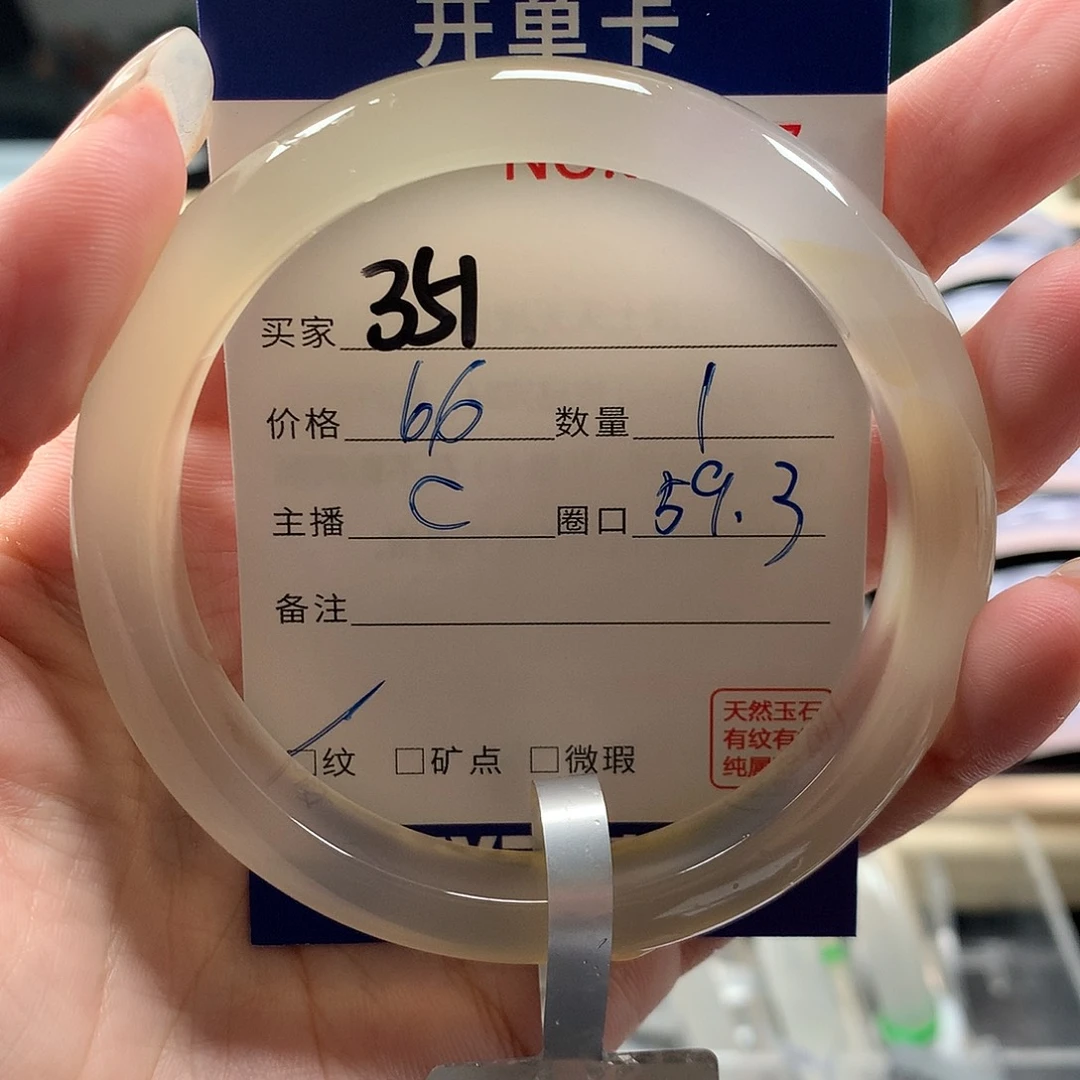 开单卡
买家 351
价格 66 数量 1
主播 C 圈口 59.3
备注
纹 □矿点 □微瑕
天然玉石
有纹有
纯属